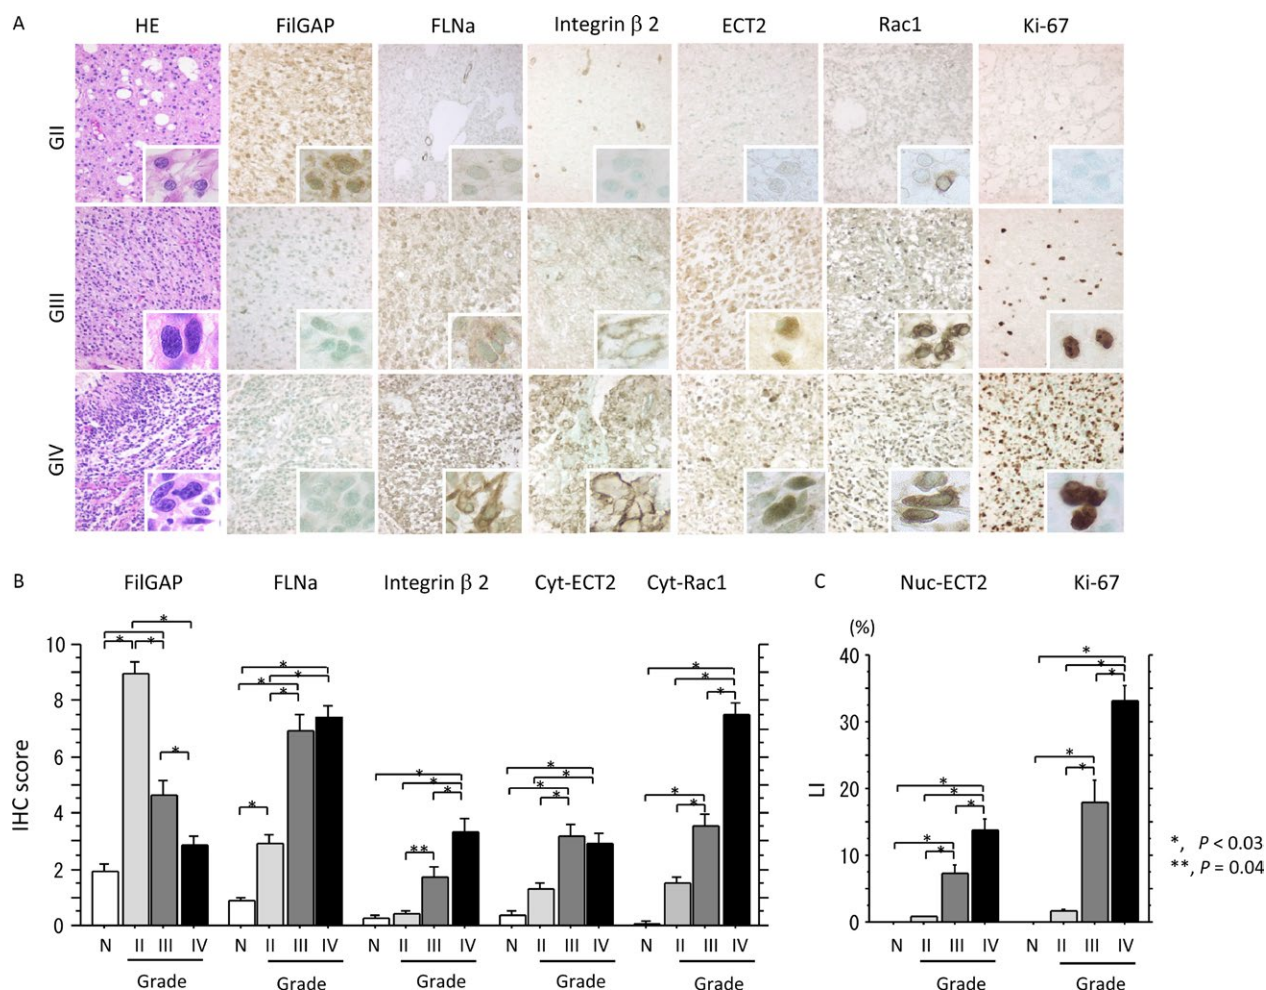 A HE FilGAP FLNa Integrin β 2 ECT2 Rac1 Ki-67
GII
GIII
GIV
B FilGAP FLNa Integrin β 2 Cyt-ECT2 Cyt-Rac1
* * * * * * * * * * * * * * * * * * * * * * * *
**
IHC score
10
8
6
4
2
0
N II III IV N II III IV N II III IV N II III IV N II III IV
Grade Grade Grade Grade Grade
C Nuc-ECT2 Ki-67
(%)
* * * * * * * * * *
LI
40
30
20
10
0
N II III IV N II III IV
Grade Grade
*, P < 0.03
**, P = 0.04